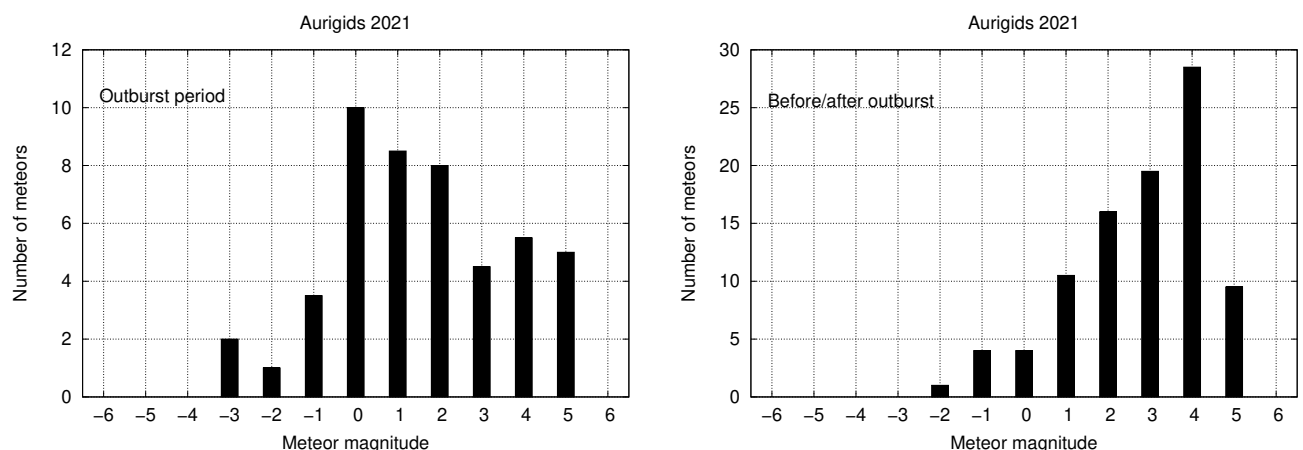 Aurigids 2021
12
10
8
6
4
2
0
Number of meteors
Outburst period
−6 −5 −4 −3 −2 −1 0 1 2 3 4 5 6
Meteor magnitude
Aurigids 2021
30
25
20
15
10
5
0
Number of meteors
Before/after outburst
−6 −5 −4 −3 −2 −1 0 1 2 3 4 5 6
Meteor magnitude